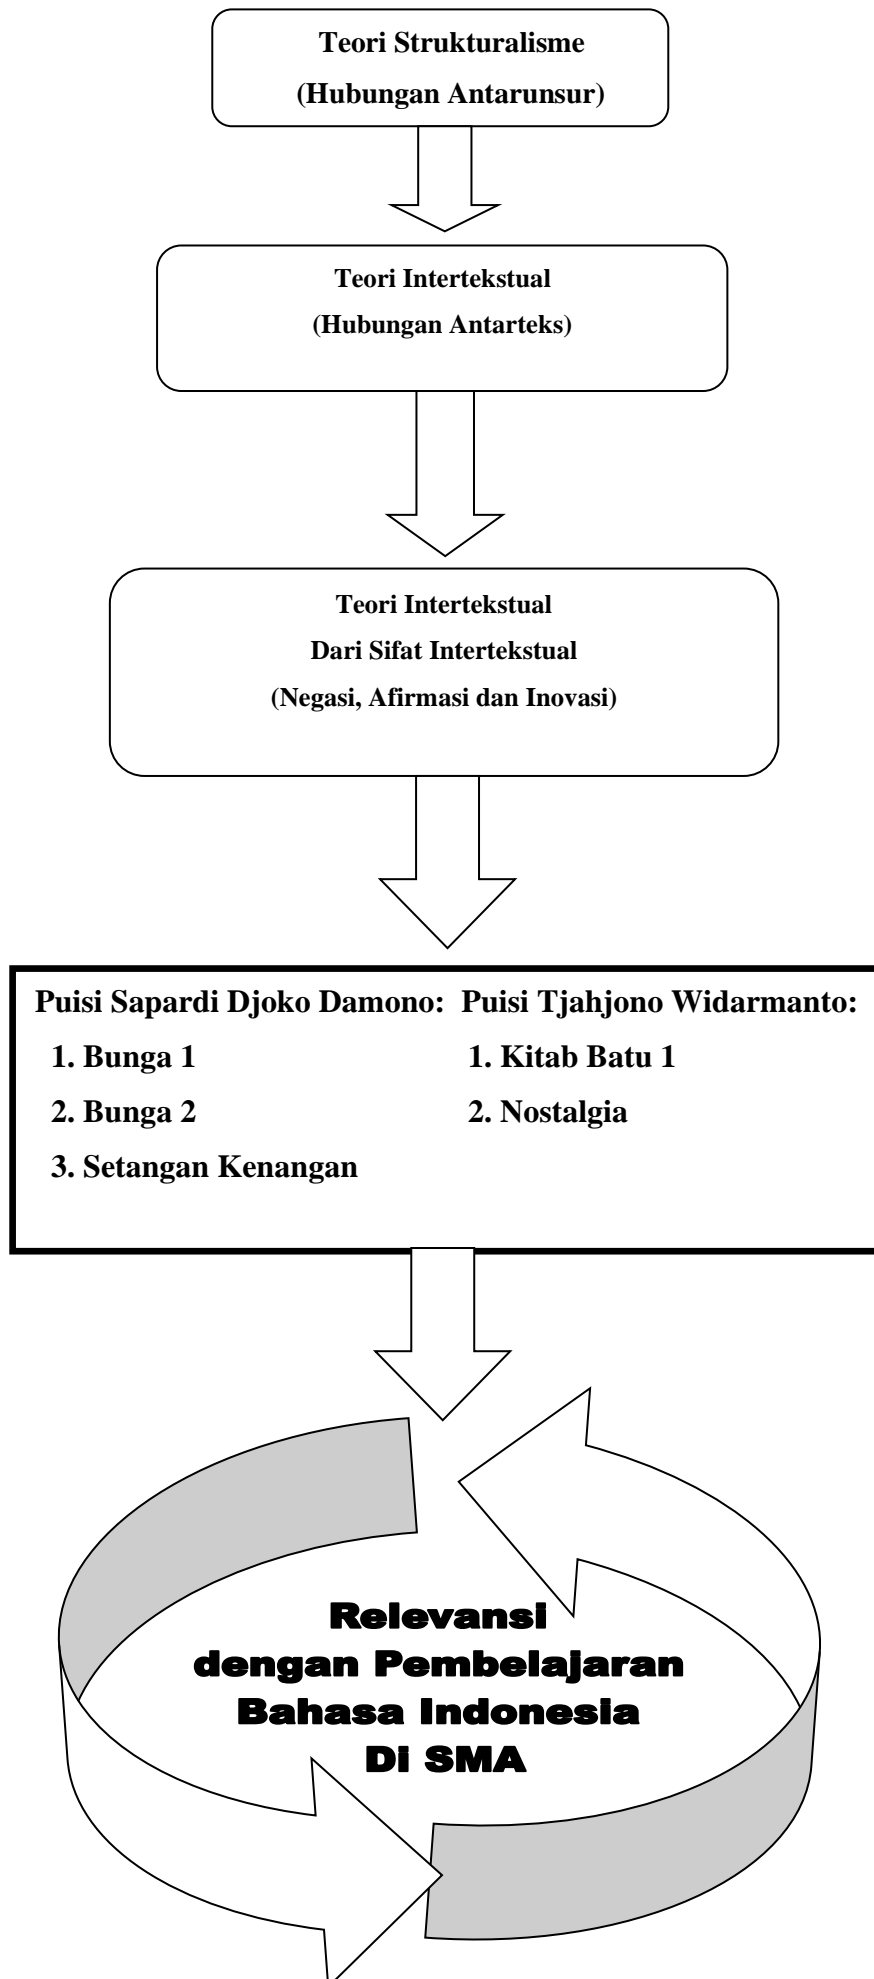 Teori Strukturalisme
(Hubungan Antarunsur)
Teori Intertekstual
(Hubungan Antarteks)
Teori Intertekstual
Dari Sifat Intertekstual
(Negasi, Afirmasi dan Inovasi)
Puisi Sapardi Djoko Damono:
1. Bunga 1
2. Bunga 2
3. Setangan Kenangan
Puisi Tjahjono Widarmanto:
1. Kitab Batu 1
2. Nostalgia
Relevansi
dengan Pembelajaran
Bahasa Indonesia
Di SMA